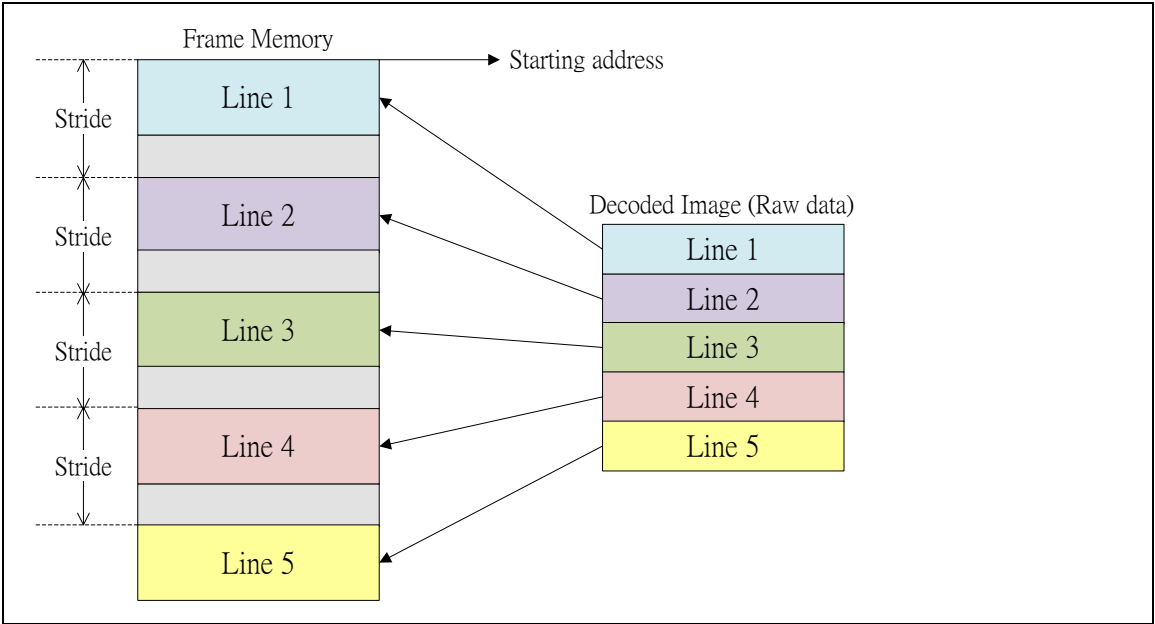 Frame Memory
Starting address
Line 1
Stride
Line 2
Stride
Line 3
Stride
Line 4
Stride
Line 5
Decoded Image (Raw data)
Line 1
Line 2
Line 3
Line 4
Line 5